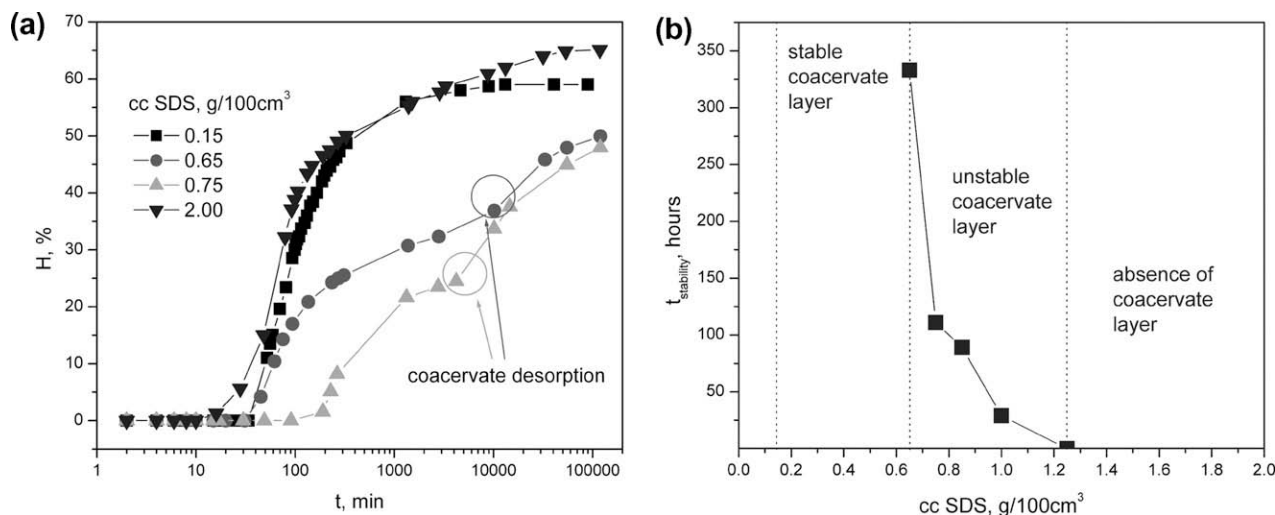 (a)
70
60
50
40
30
20
10
0
H, %
cc SDS, g/100cm³
0.15
0.65
0.75
2.00
coacervate desorption
1 10 100 1000 10000 100000
t, min
(b)
350
300
250
200
150
100
50
t_stability, hours
stable
coacervate
layer
unstable
coacervate
layer
absence of
coacervate
layer
0.0 0.2 0.4 0.6 0.8 1.0 1.2 1.4 1.6 1.8 2.0
cc SDS, g/100cm³